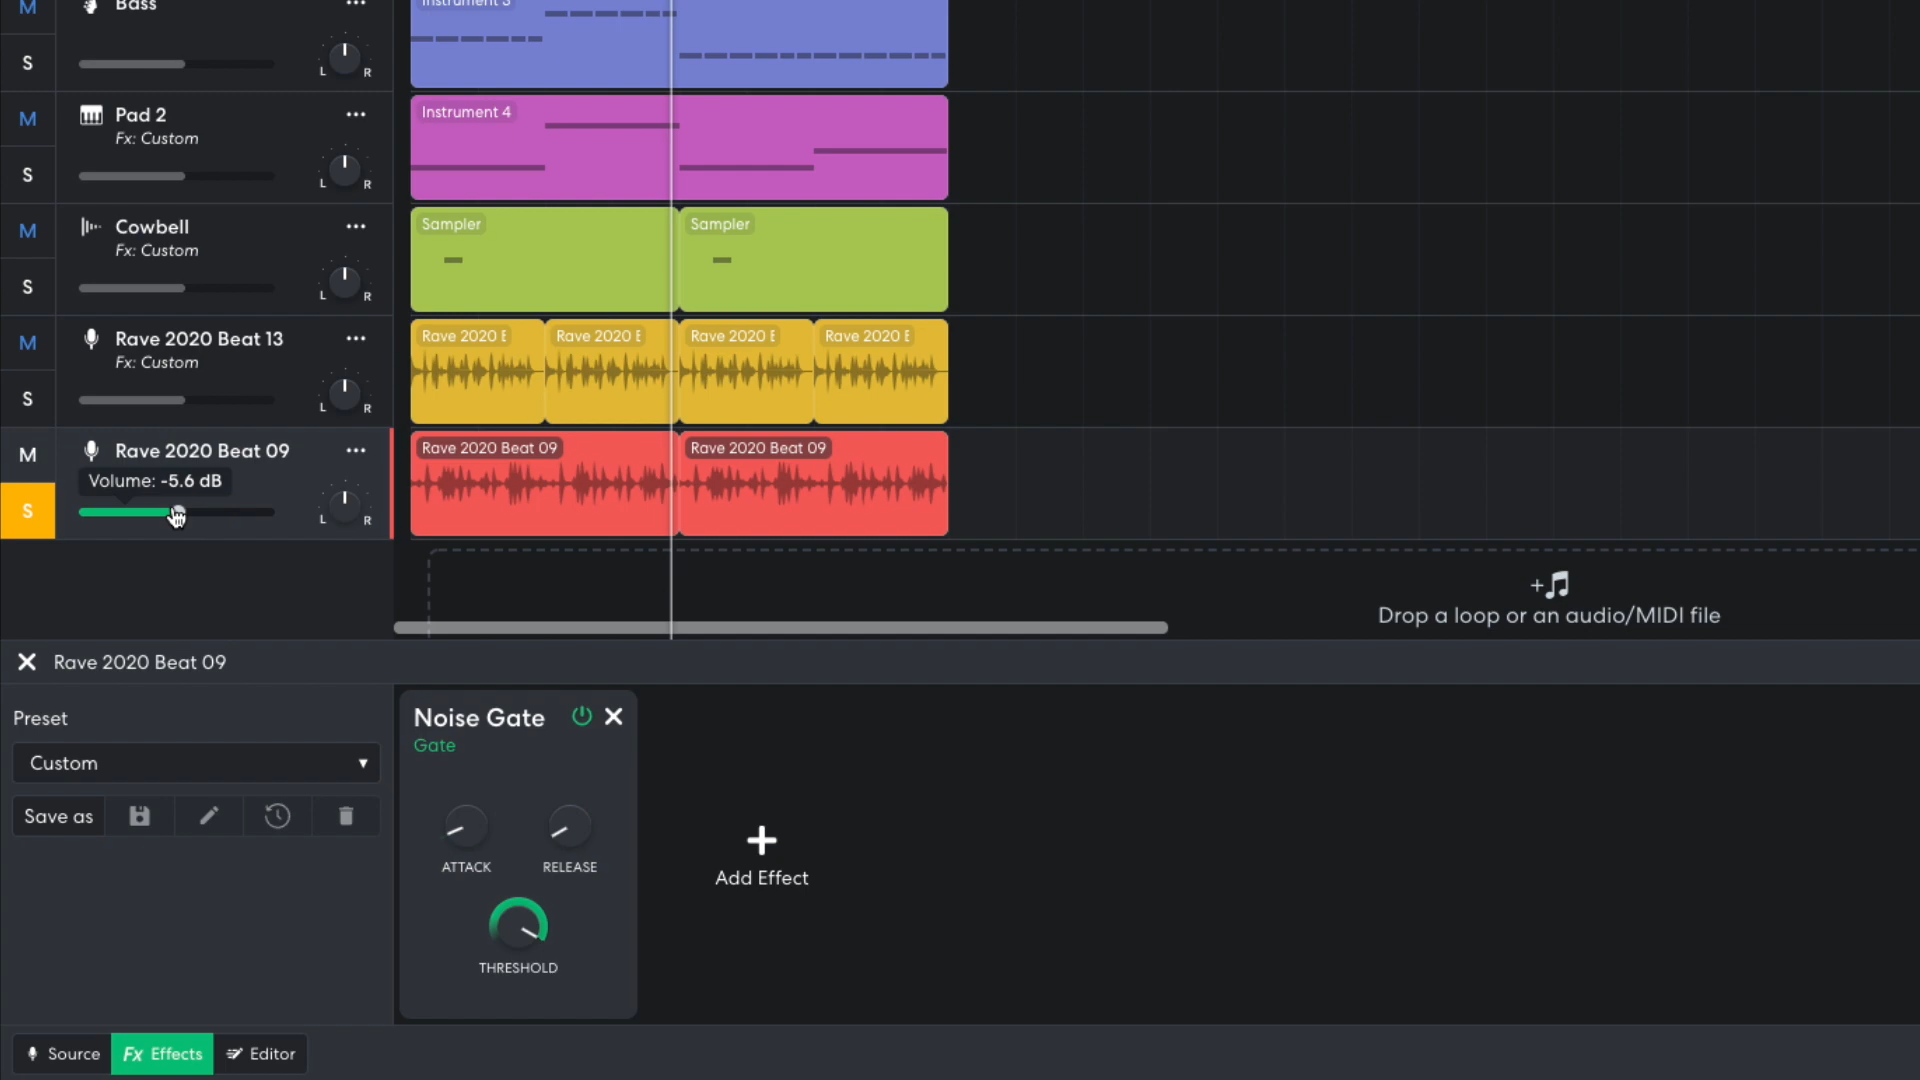 M
Bass
•••
Instrument 3
S
L
R
M
Pad 2
•••
Instrument 4
Fx: Custom
S
L
R
M
Cowbell
•••
Sampler
Sampler
Fx: Custom
S
L
R
M
Rave 2020 Beat 13
•••
Rave 2020 E
Rave 2020 E
Rave 2020 E
Rave 2020 E
Fx: Custom
S
L
R
M
Rave 2020 Beat 09
•••
Rave 2020 Beat 09
Rave 2020 Beat 09
Volume: -5.6 dB
S
L
R
Drop a loop or an audio/MIDI file
Rave 2020 Beat 09
Preset
Custom
Save as
Noise Gate
Gate
ATTACK
RELEASE
THRESHOLD
Add Effect
Source
Fx Effects
Editor